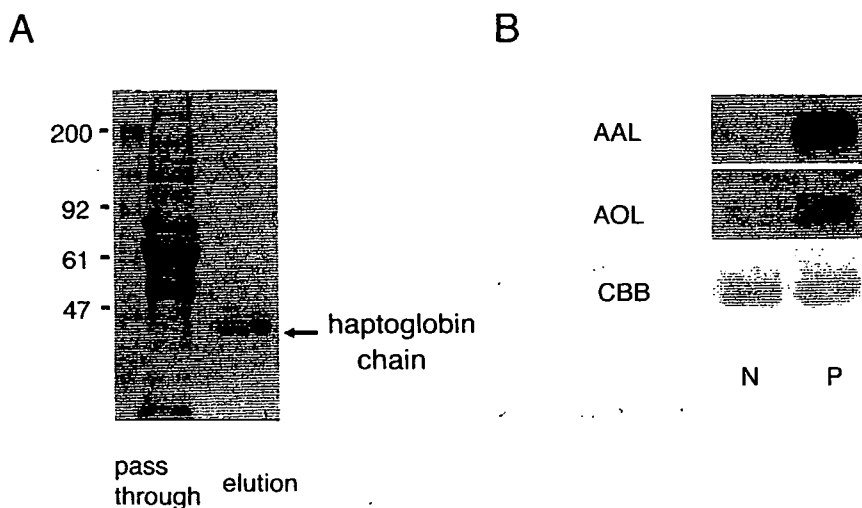 A
200
92
61
47
haptoglobin
chain
pass
through
elution
B
AAL
AOL
CBB
N
P